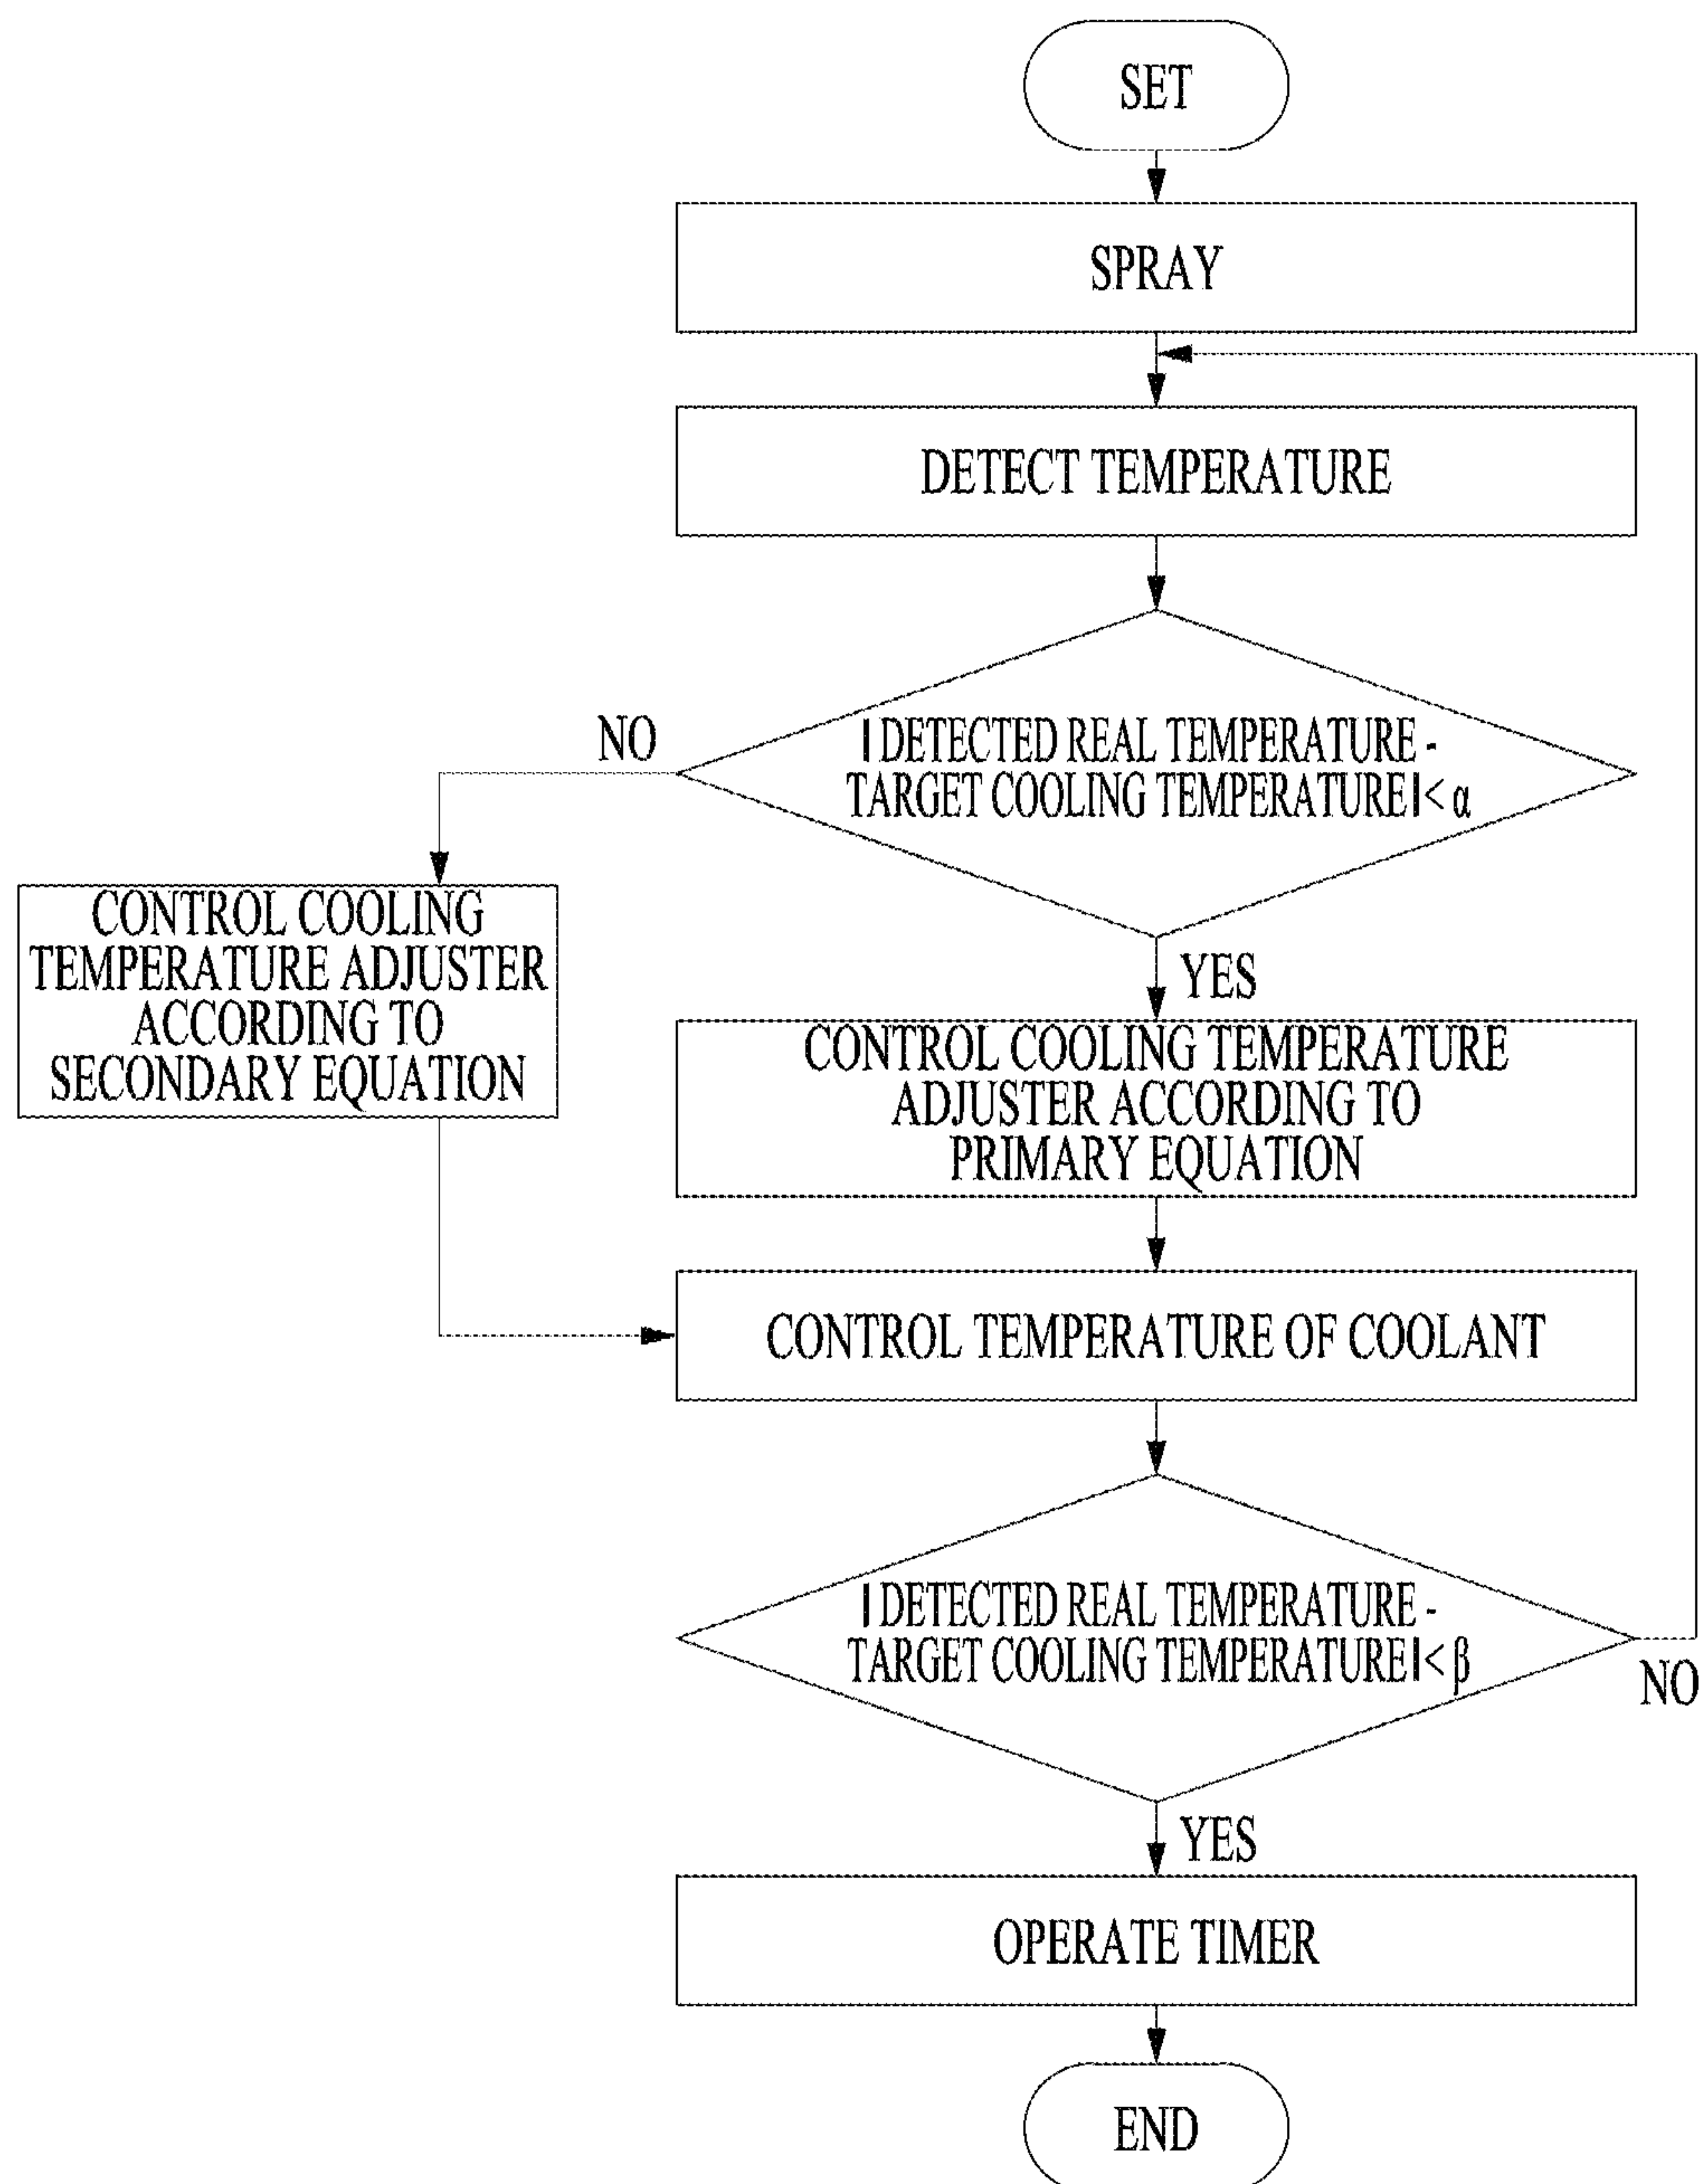 SET
SPRAY
DETECT TEMPERATURE
| DETECTED REAL TEMPERATURE -
TARGET COOLING TEMPERATURE | < α
NO
YES
CONTROL COOLING
TEMPERATURE ADJUSTER
ACCORDING TO
SECONDARY EQUATION
CONTROL COOLING TEMPERATURE
ADJUSTER ACCORDING TO
PRIMARY EQUATION
CONTROL TEMPERATURE OF COOLANT
| DETECTED REAL TEMPERATURE -
TARGET COOLING TEMPERATURE | < β
NO
YES
OPERATE TIMER
END